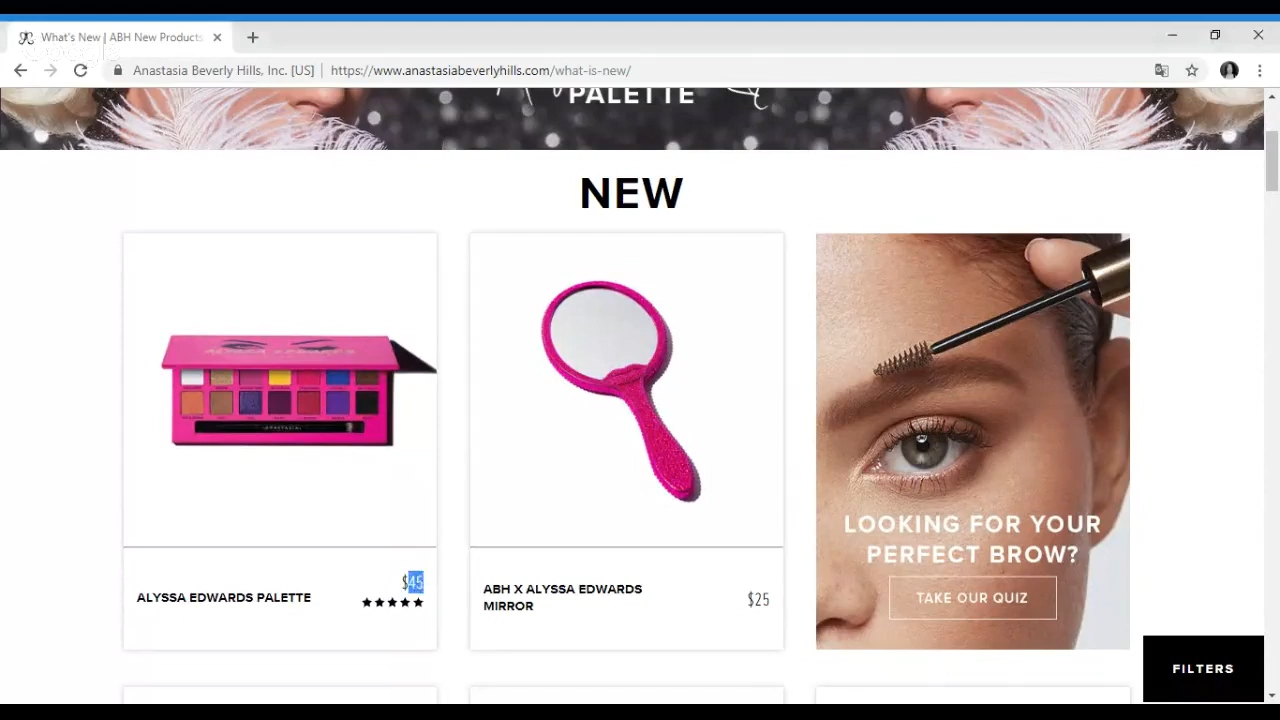 What's New | ABH New Products
Anastasia Beverly Hills, Inc. [US] | https://www.anastasiabeverlyhills.com/what-is-new/
PALETTE
NEW
LOOKING FOR YOUR
PERFECT BROW?
TAKE OUR QUIZ
ALYSSA EDWARDS PALETTE
$45
ABH X ALYSSA EDWARDS
MIRROR
$25
FILTERS